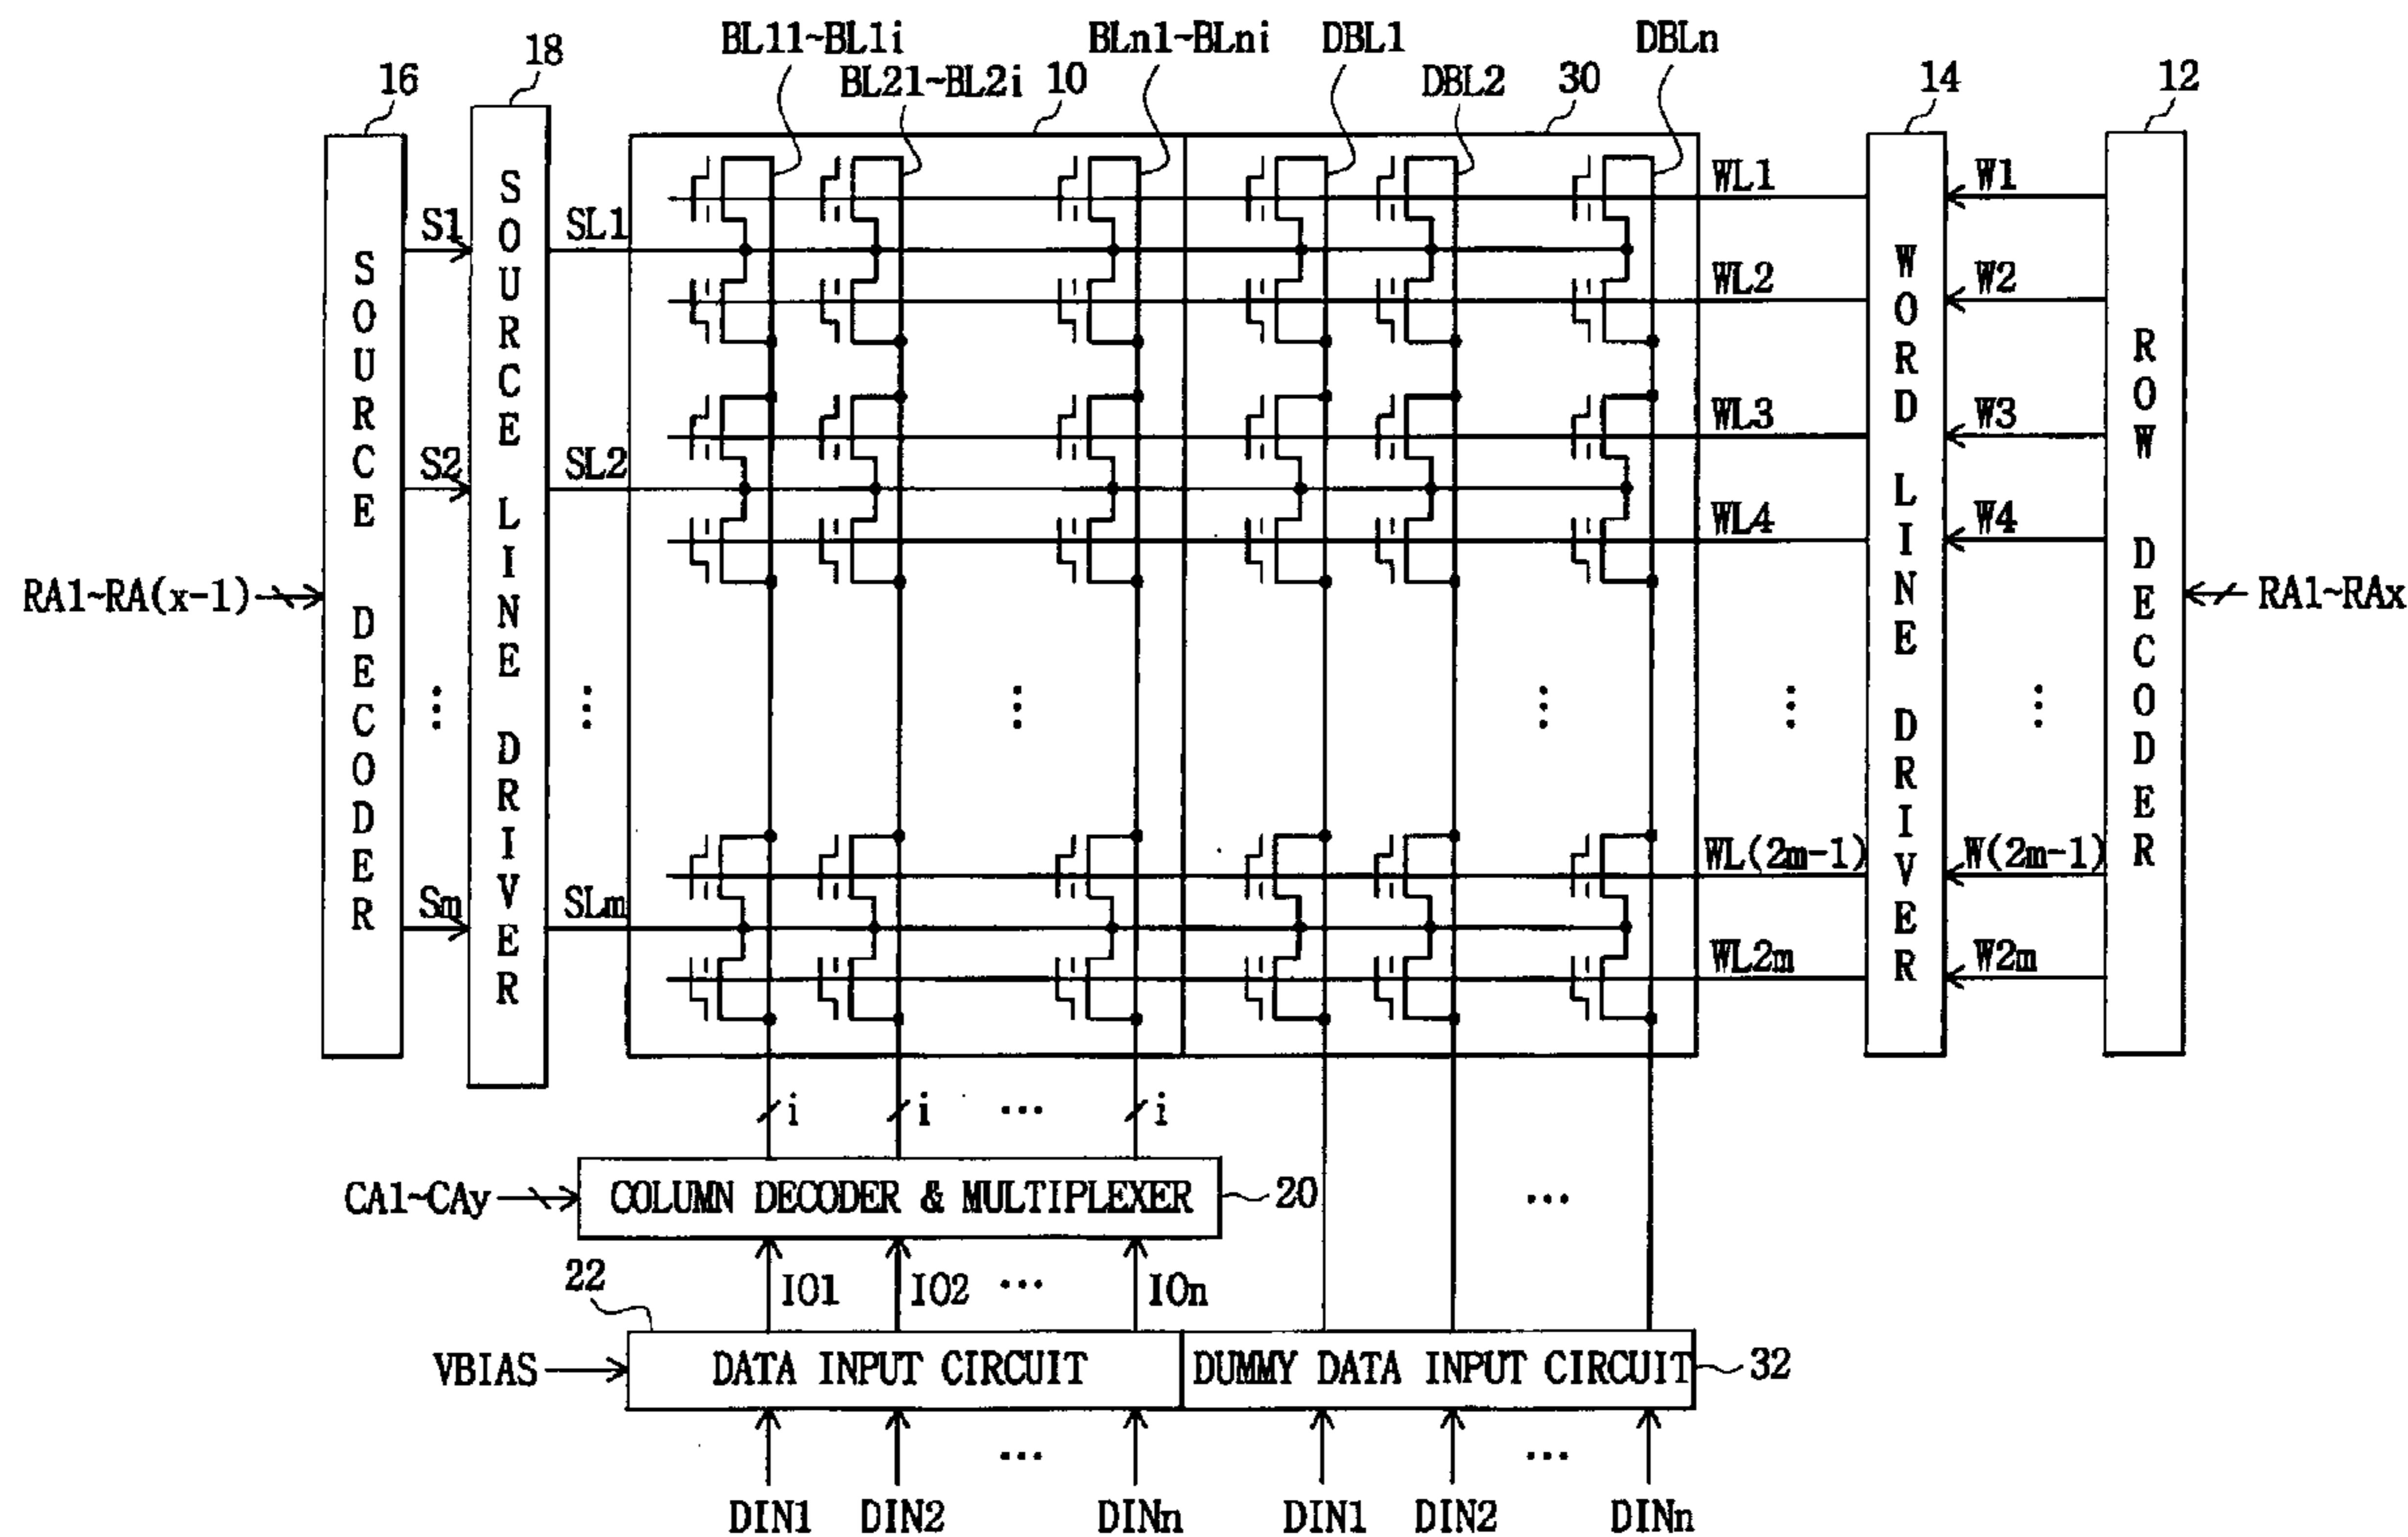 BL11~BL1i
BLn1~BLni
DBL1
DBLn
18
BL21~BL2i
10
DBL2
30
16
14
12
SOURCE DECODER
SOURCE LINE DRIVER
WORD LINE DRIVER
ROW DECODER
WL1
W1
S1
SL1
WL2
W2
WL3
W3
S2
SL2
WL4
W4
RA1~RA(x-1)
RA1~RAx
WL(2m-1)
W(2m-1)
Sm
SLm
WL2m
W2m
i
i
...
i
CA1~CAy
COLUMN DECODER & MULTIPLEXER
20
...
22
IO1
IO2
...
IOn
VBIAS
DATA INPUT CIRCUIT
DUMMY DATA INPUT CIRCUIT
32
...
...
DIN1
DIN2
DINn
DIN1
DIN2
DINn